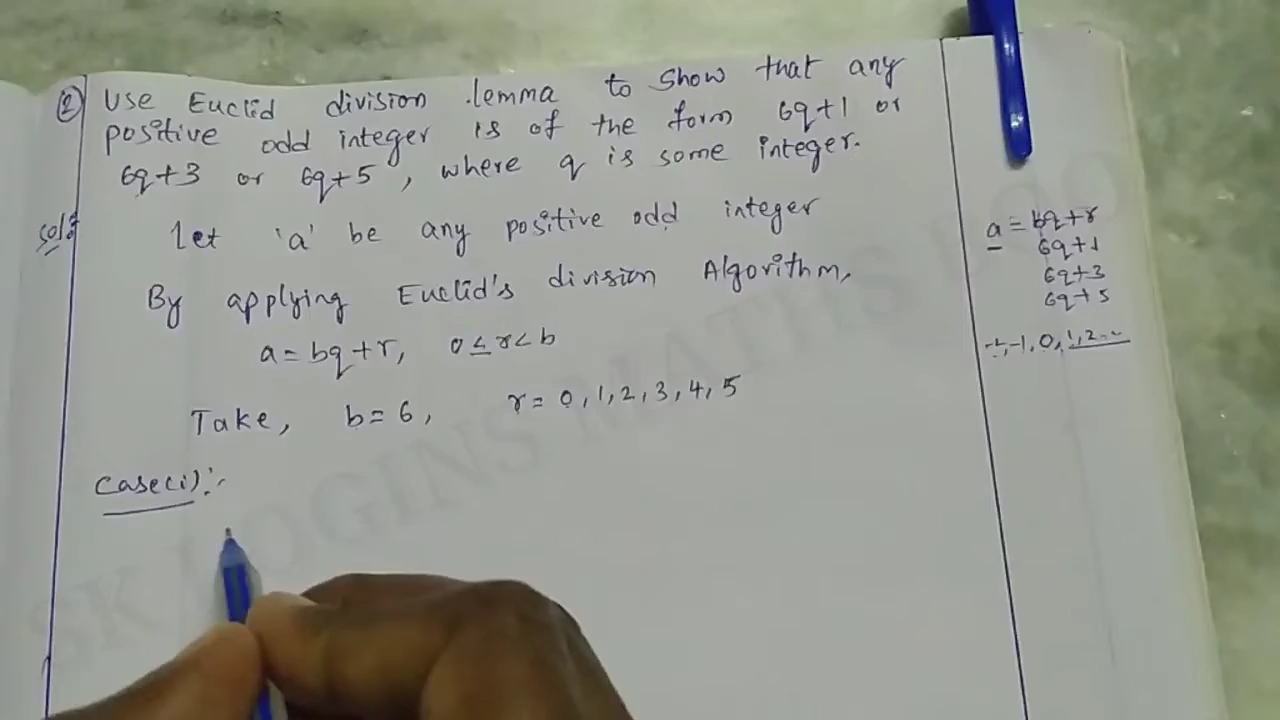 (2) Use Euclid division lemma to show that any
positive odd integer is of the form 6q+1 or
6q+3 or 6q+5, where q is some integer.
Sol:
Let 'a' be any positive odd integer
By applying Euclid's division Algorithm,
a = bq+r, 0≤r<b
Take, b=6, r = 0,1,2,3,4,5
Case(i):-
a = bq+r
6q+1
6q+3
6q+5
-1, 0, 1, 2--